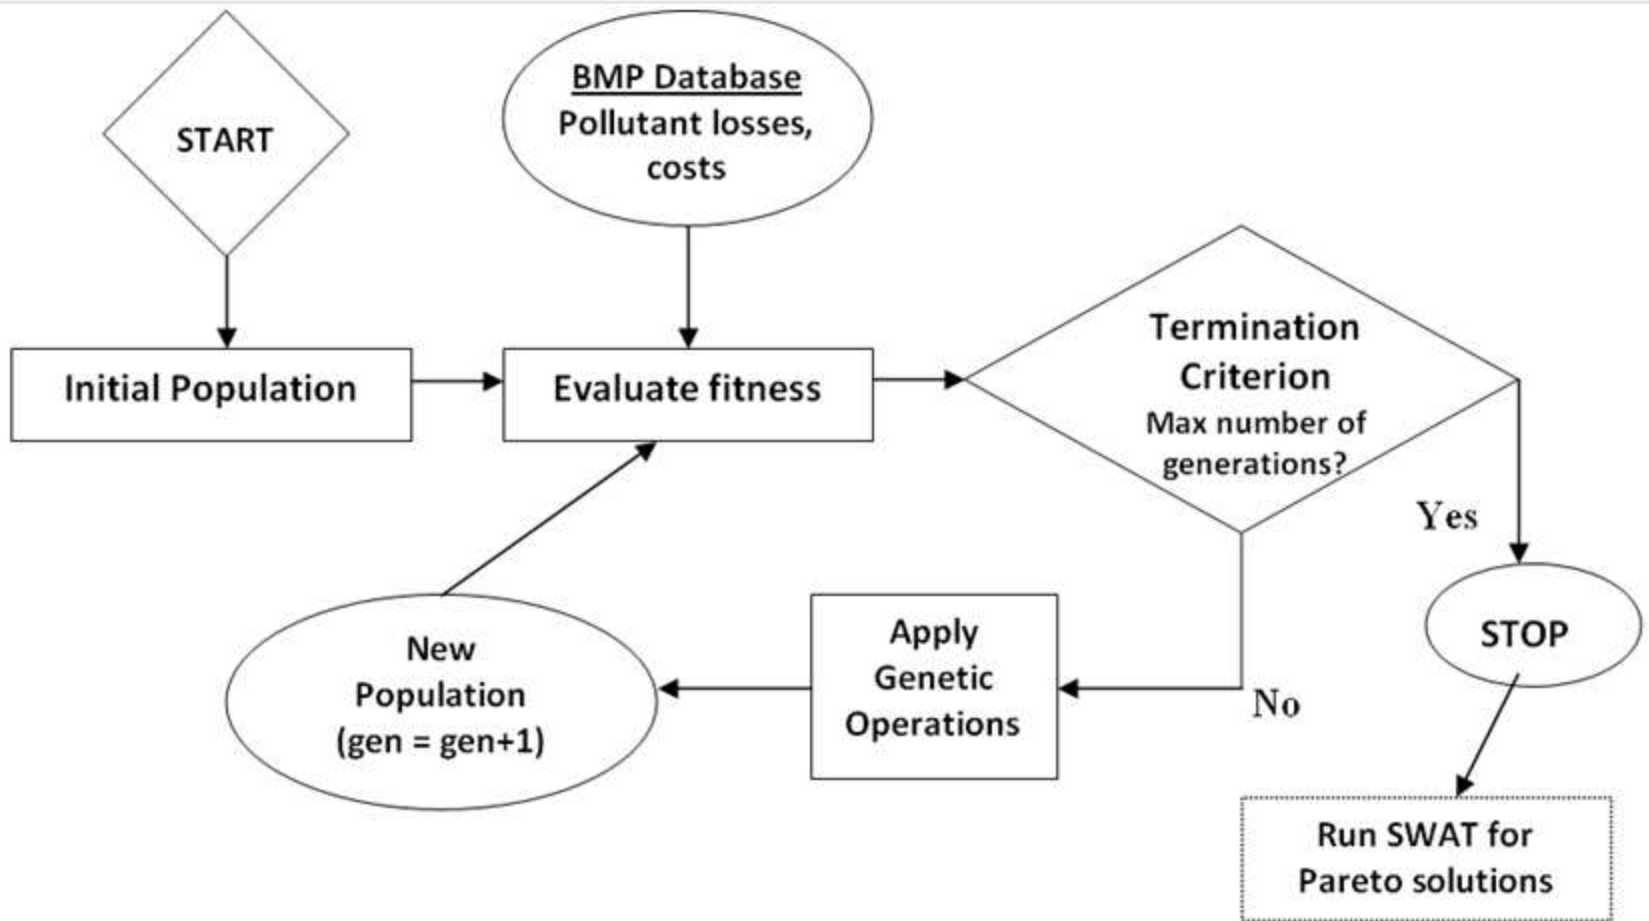 START
BMP Database
Pollutant losses,
costs
Initial Population
Evaluate fitness
Termination
Criterion
Max number of
generations?
Yes
No
STOP
Apply
Genetic
Operations
New
Population
(gen = gen+1)
Run SWAT for
Pareto solutions